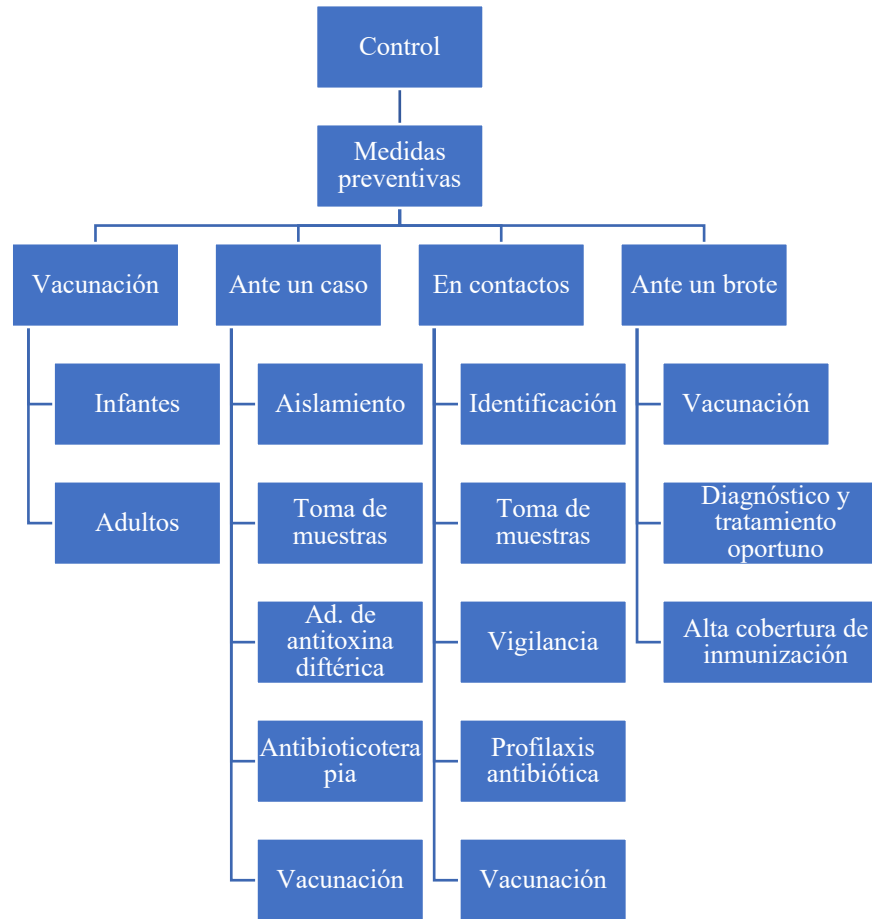 Control
Medidas
preventivas
Vacunación
Infantes
Adultos
Ante un caso
Aislamiento
Toma de
muestras
Ad. de
antitoxina
diftérica
Antibioticotera
pia
Vacunación
En contactos
Identificación
Toma de
muestras
Vigilancia
Profilaxis
antibiótica
Vacunación
Ante un brote
Vacunación
Diagnóstico y
tratamiento
oportuno
Alta cobertura de
inmunización